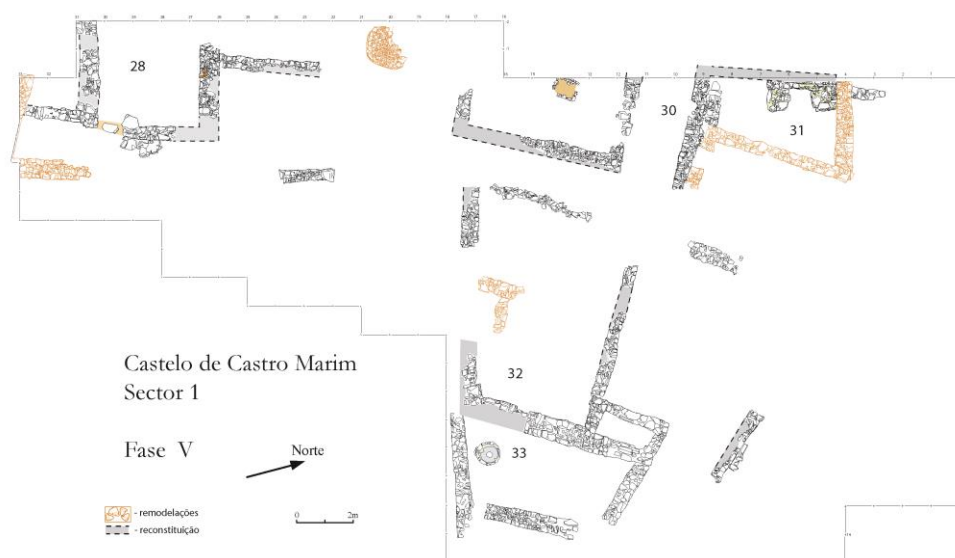 28
30
31
32
33
Castelo de Castro Marim
Sector 1
Fase V
Norte
- remodelações
- reconstituição
0 2m